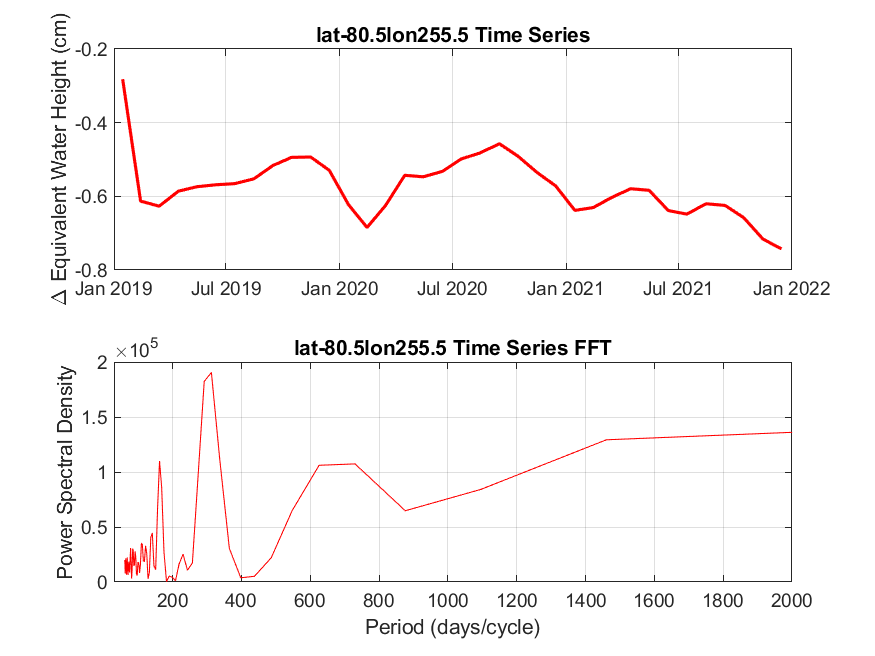 lat-80.5lon255.5 Time Series
Δ Equivalent Water Height (cm)
-0.2
-0.4
-0.6
-0.8
Jan 2019 Jul 2019 Jan 2020 Jul 2020 Jan 2021 Jul 2021 Jan 2022
lat-80.5lon255.5 Time Series FFT
×10⁵
Power Spectral Density
2
1.5
1
0.5
0
200 400 600 800 1000 1200 1400 1600 1800 2000
Period (days/cycle)